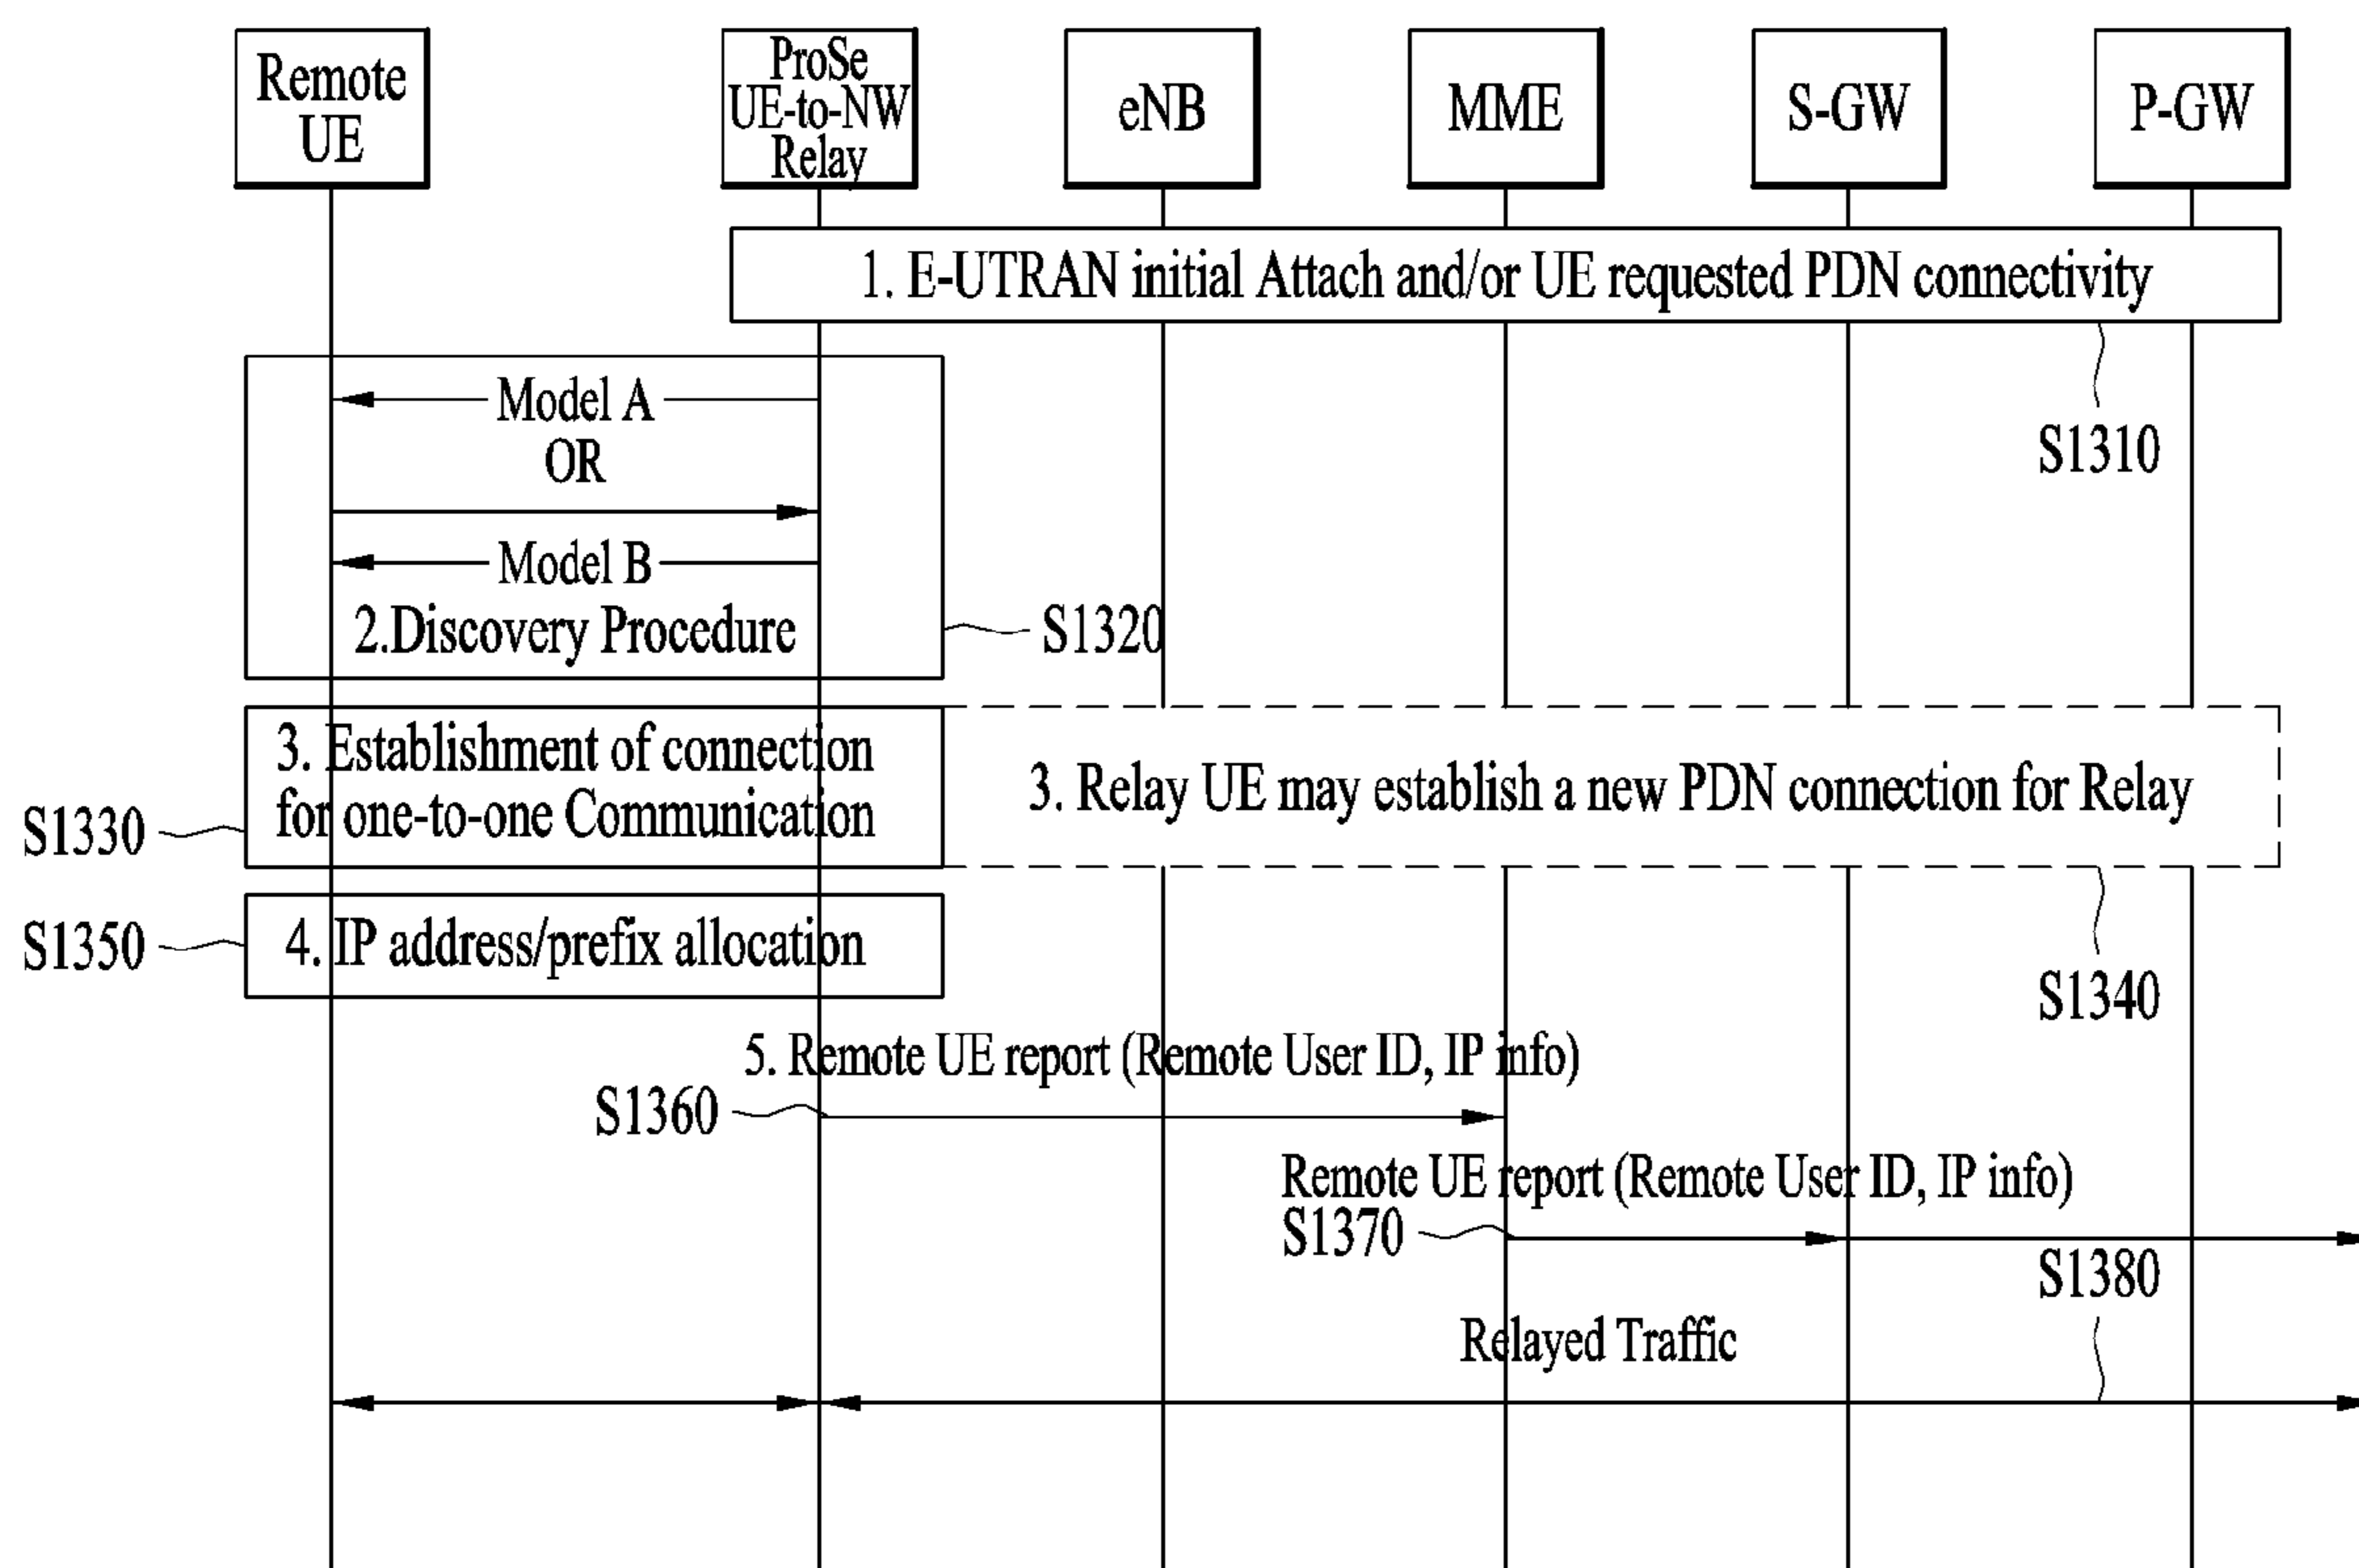 Remote
UE
ProSe
UE-to-NW
Relay
eNB
MME
S-GW
P-GW
1. E-UTRAN initial Attach and/or UE requested PDN connectivity
S1310
Model A
OR
Model B
2.Discovery Procedure
S1320
3. Establishment of connection
for one-to-one Communication
S1330
3. Relay UE may establish a new PDN connection for Relay
S1340
4. IP address/prefix allocation
S1350
5. Remote UE report (Remote User ID, IP info)
S1360
Remote UE report (Remote User ID, IP info)
S1370
S1380
Relayed Traffic